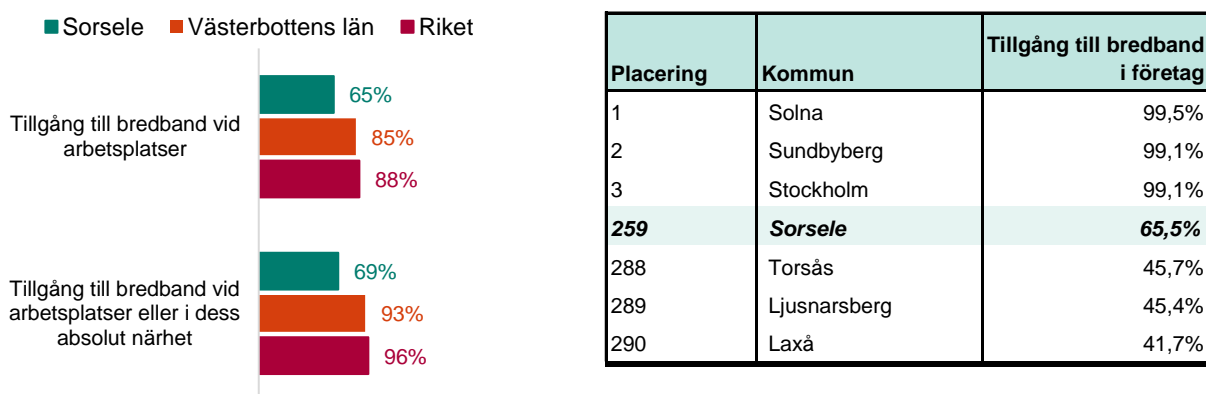 Sorsele Västerbottens län Riket
Tillgång till bredband vid
arbetsplatser
65%
85%
88%
Tillgång till bredband vid
arbetsplatser eller i dess
absolut närhet
69%
93%
96%
Placering Kommun Tillgång till bredband
i företag
1 Solna 99,5%
2 Sundbyberg 99,1%
3 Stockholm 99,1%
259 Sorsele 65,5%
288 Torsås 45,7%
289 Ljusnarsberg 45,4%
290 Laxå 41,7%